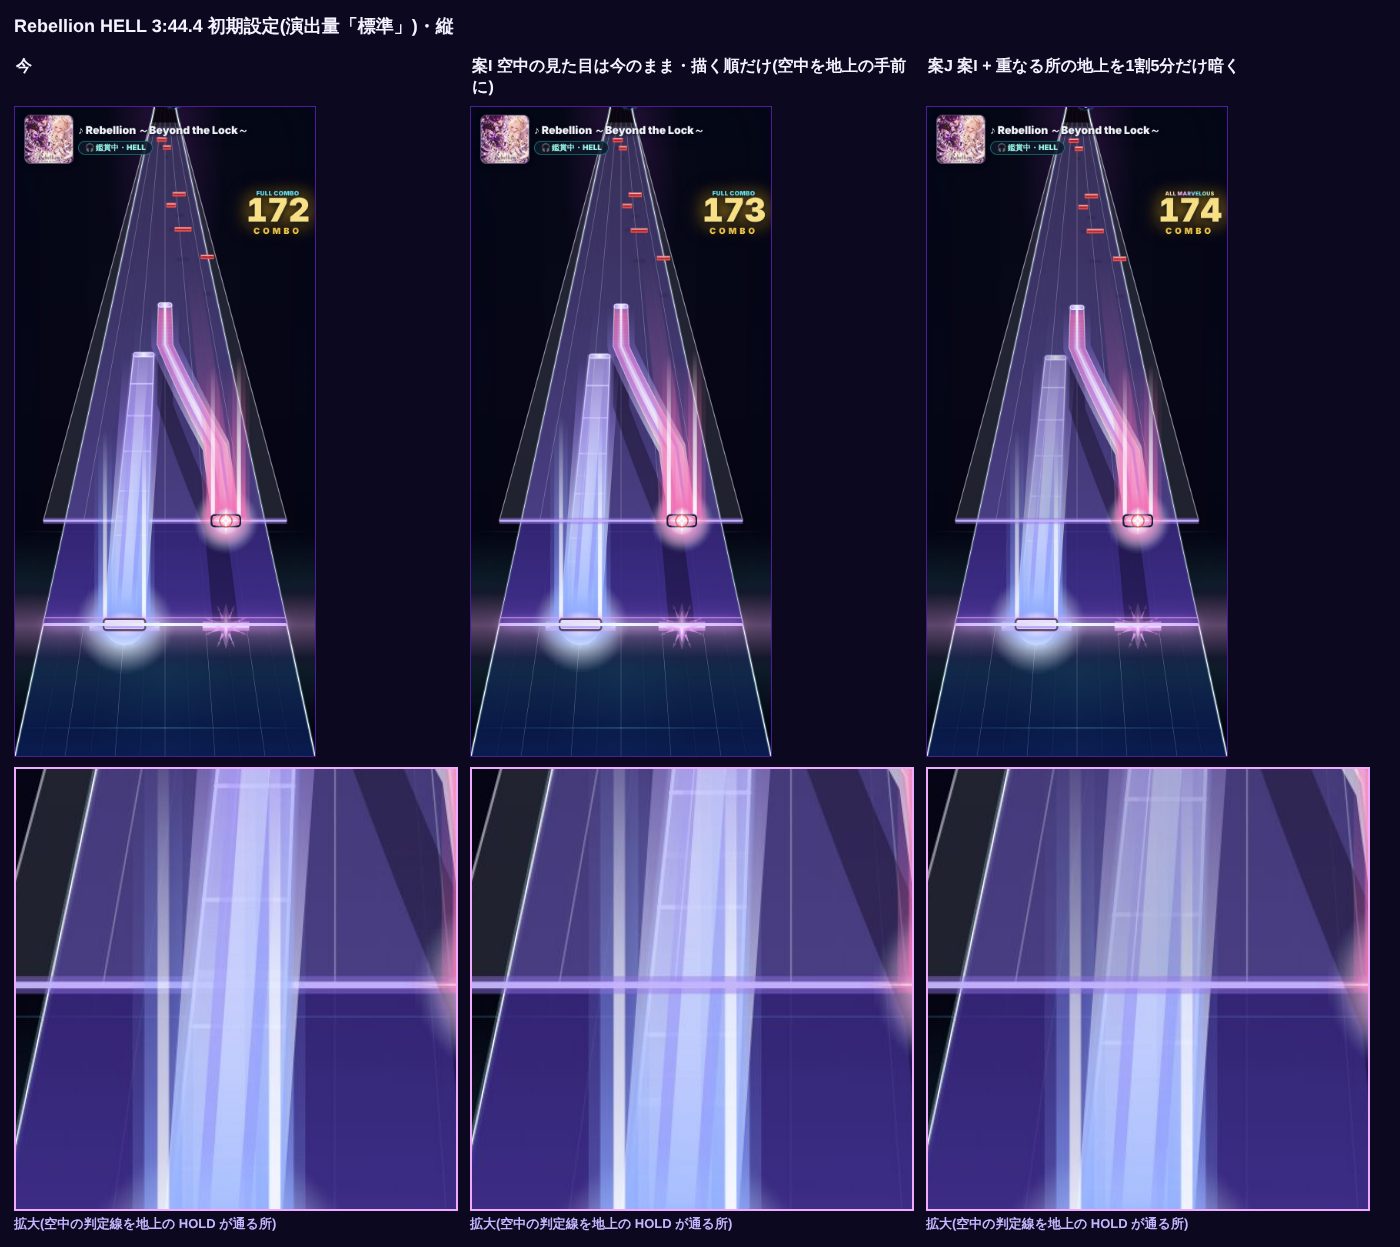 Rebellion HELL 3:44.4 初期設定(演出量「標準」)・縦
今
♪ Rebellion ～Beyond the Lock～
🎧鑑賞中・HELL
FULL COMBO
172
COMBO
拡大(空中の判定線を地上の HOLD が通る所)
案I 空中の見た目は今のまま・描く順だけ(空中を地上の手前
に)
♪ Rebellion ～Beyond the Lock～
🎧鑑賞中・HELL
FULL COMBO
173
COMBO
拡大(空中の判定線を地上の HOLD が通る所)
案J 案I + 重なる所の地上を1割5分だけ暗く
♪ Rebellion ～Beyond the Lock～
🎧鑑賞中・HELL
ALL MARVELOUS
174
COMBO
拡大(空中の判定線を地上の HOLD が通る所)